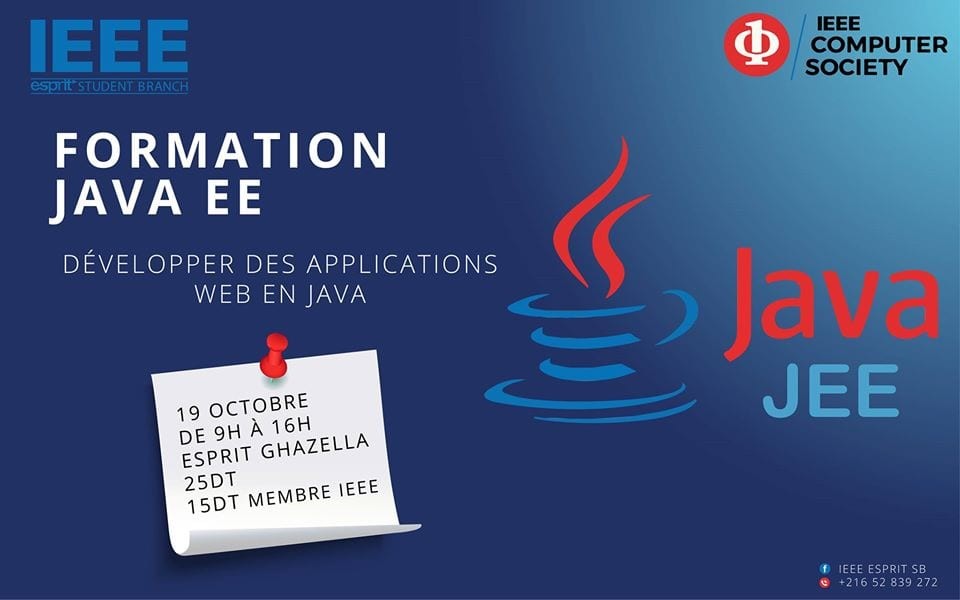 IEEE
esprit* STUDENT BRANCH
IEEE
COMPUTER
SOCIETY
FORMATION
JAVA EE
DÉVELOPPER DES APPLICATIONS
WEB EN JAVA
19 OCTOBRE
DE 9H À 16H
ESPRIT GHAZELLA
25DT
15DT MEMBRE IEEE
Java
JEE
IEEE ESPRIT SB
+216 52 839 272